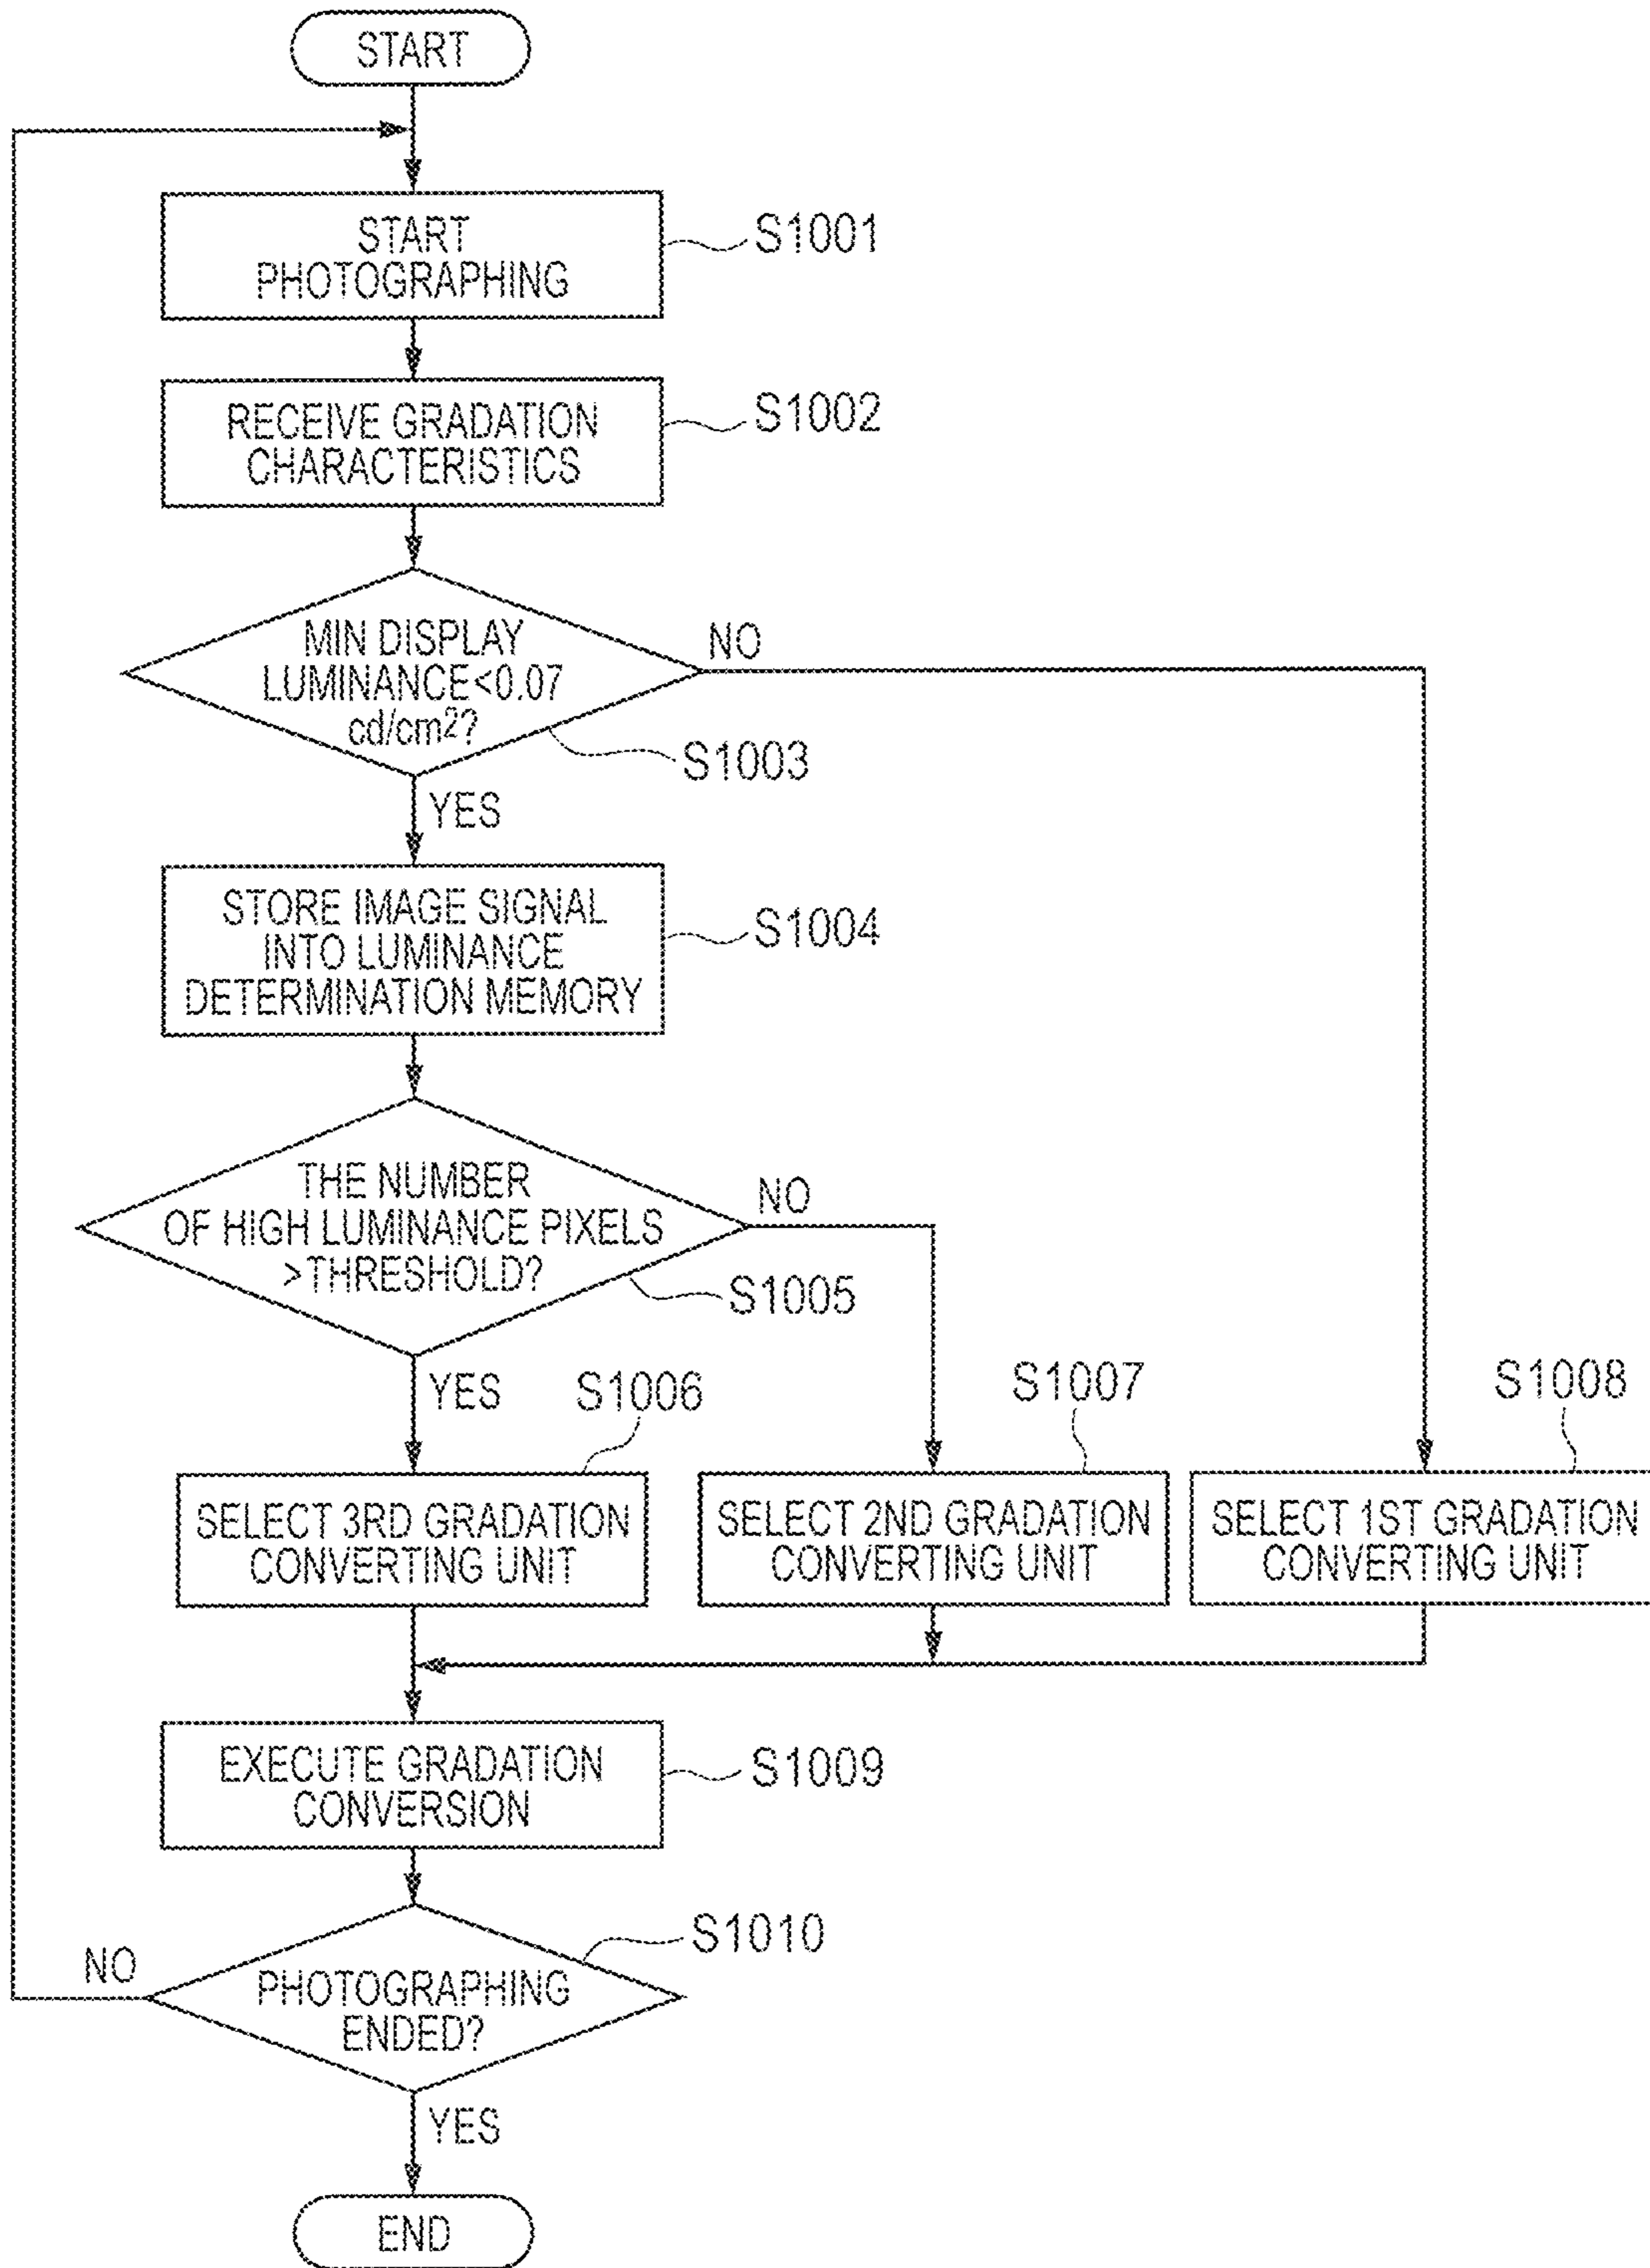 START
START
PHOTOGRAPHING
S1001
RECEIVE GRADATION
CHARACTERISTICS
S1002
MIN DISPLAY
LUMINANCE<0.07
cd/cm²?
NO
S1003
YES
STORE IMAGE SIGNAL
INTO LUMINANCE
DETERMINATION MEMORY
S1004
THE NUMBER
OF HIGH LUMINANCE PIXELS
>THRESHOLD?
NO
S1005
YES
S1006
S1007
S1008
SELECT 3RD GRADATION
CONVERTING UNIT
SELECT 2ND GRADATION
CONVERTING UNIT
SELECT 1ST GRADATION
CONVERTING UNIT
EXECUTE GRADATION
CONVERSION
S1009
S1010
NO
PHOTOGRAPHING
ENDED?
YES
END